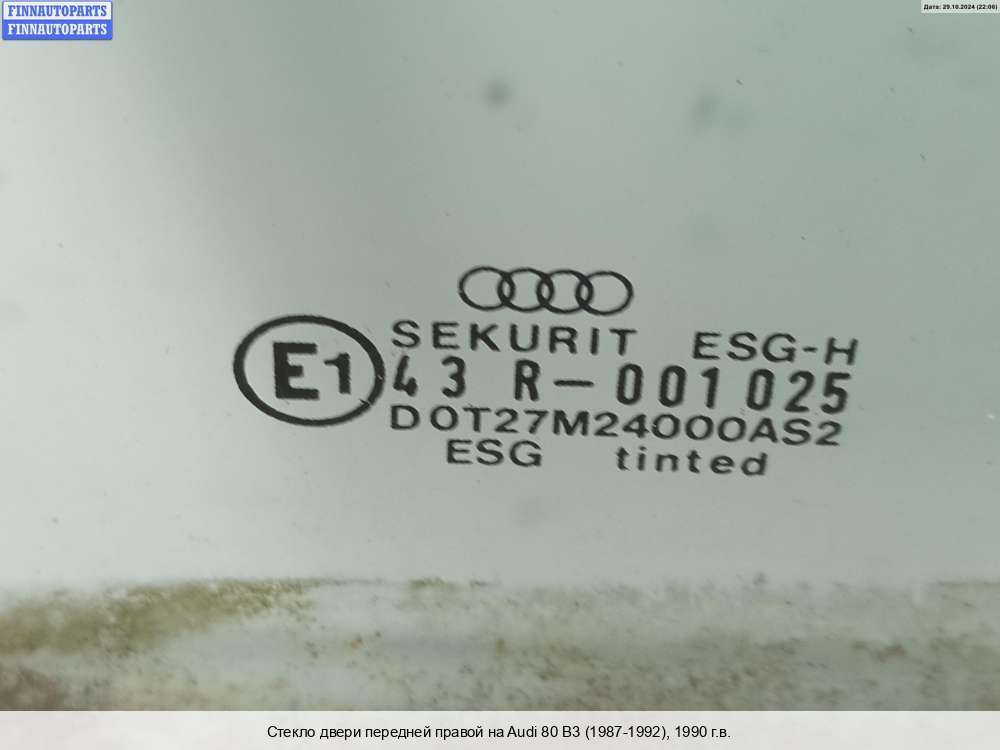 FINNAUTOPARTS
FINNAUTOPARTS
Дата: 29.10.2024 (22:06)
SEKURIT ESG-H
E1 43 R-001025
DOT27M24000AS2
ESG tinted
Стекло двери передней правой на Audi 80 B3 (1987-1992), 1990 г.в.